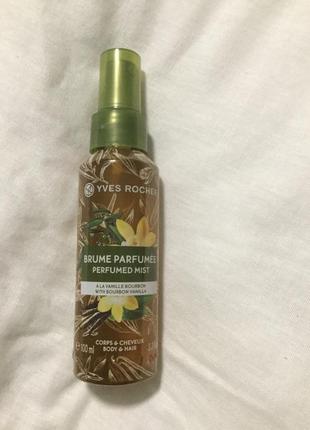 YVES ROCHER
BRUME PARFUMÉE
PERFUMED MIST
À LA VANILLE BOURBON
WITH BOURBON VANILLA
CORPS & CHEVEUX
BODY & HAIR
100 ml